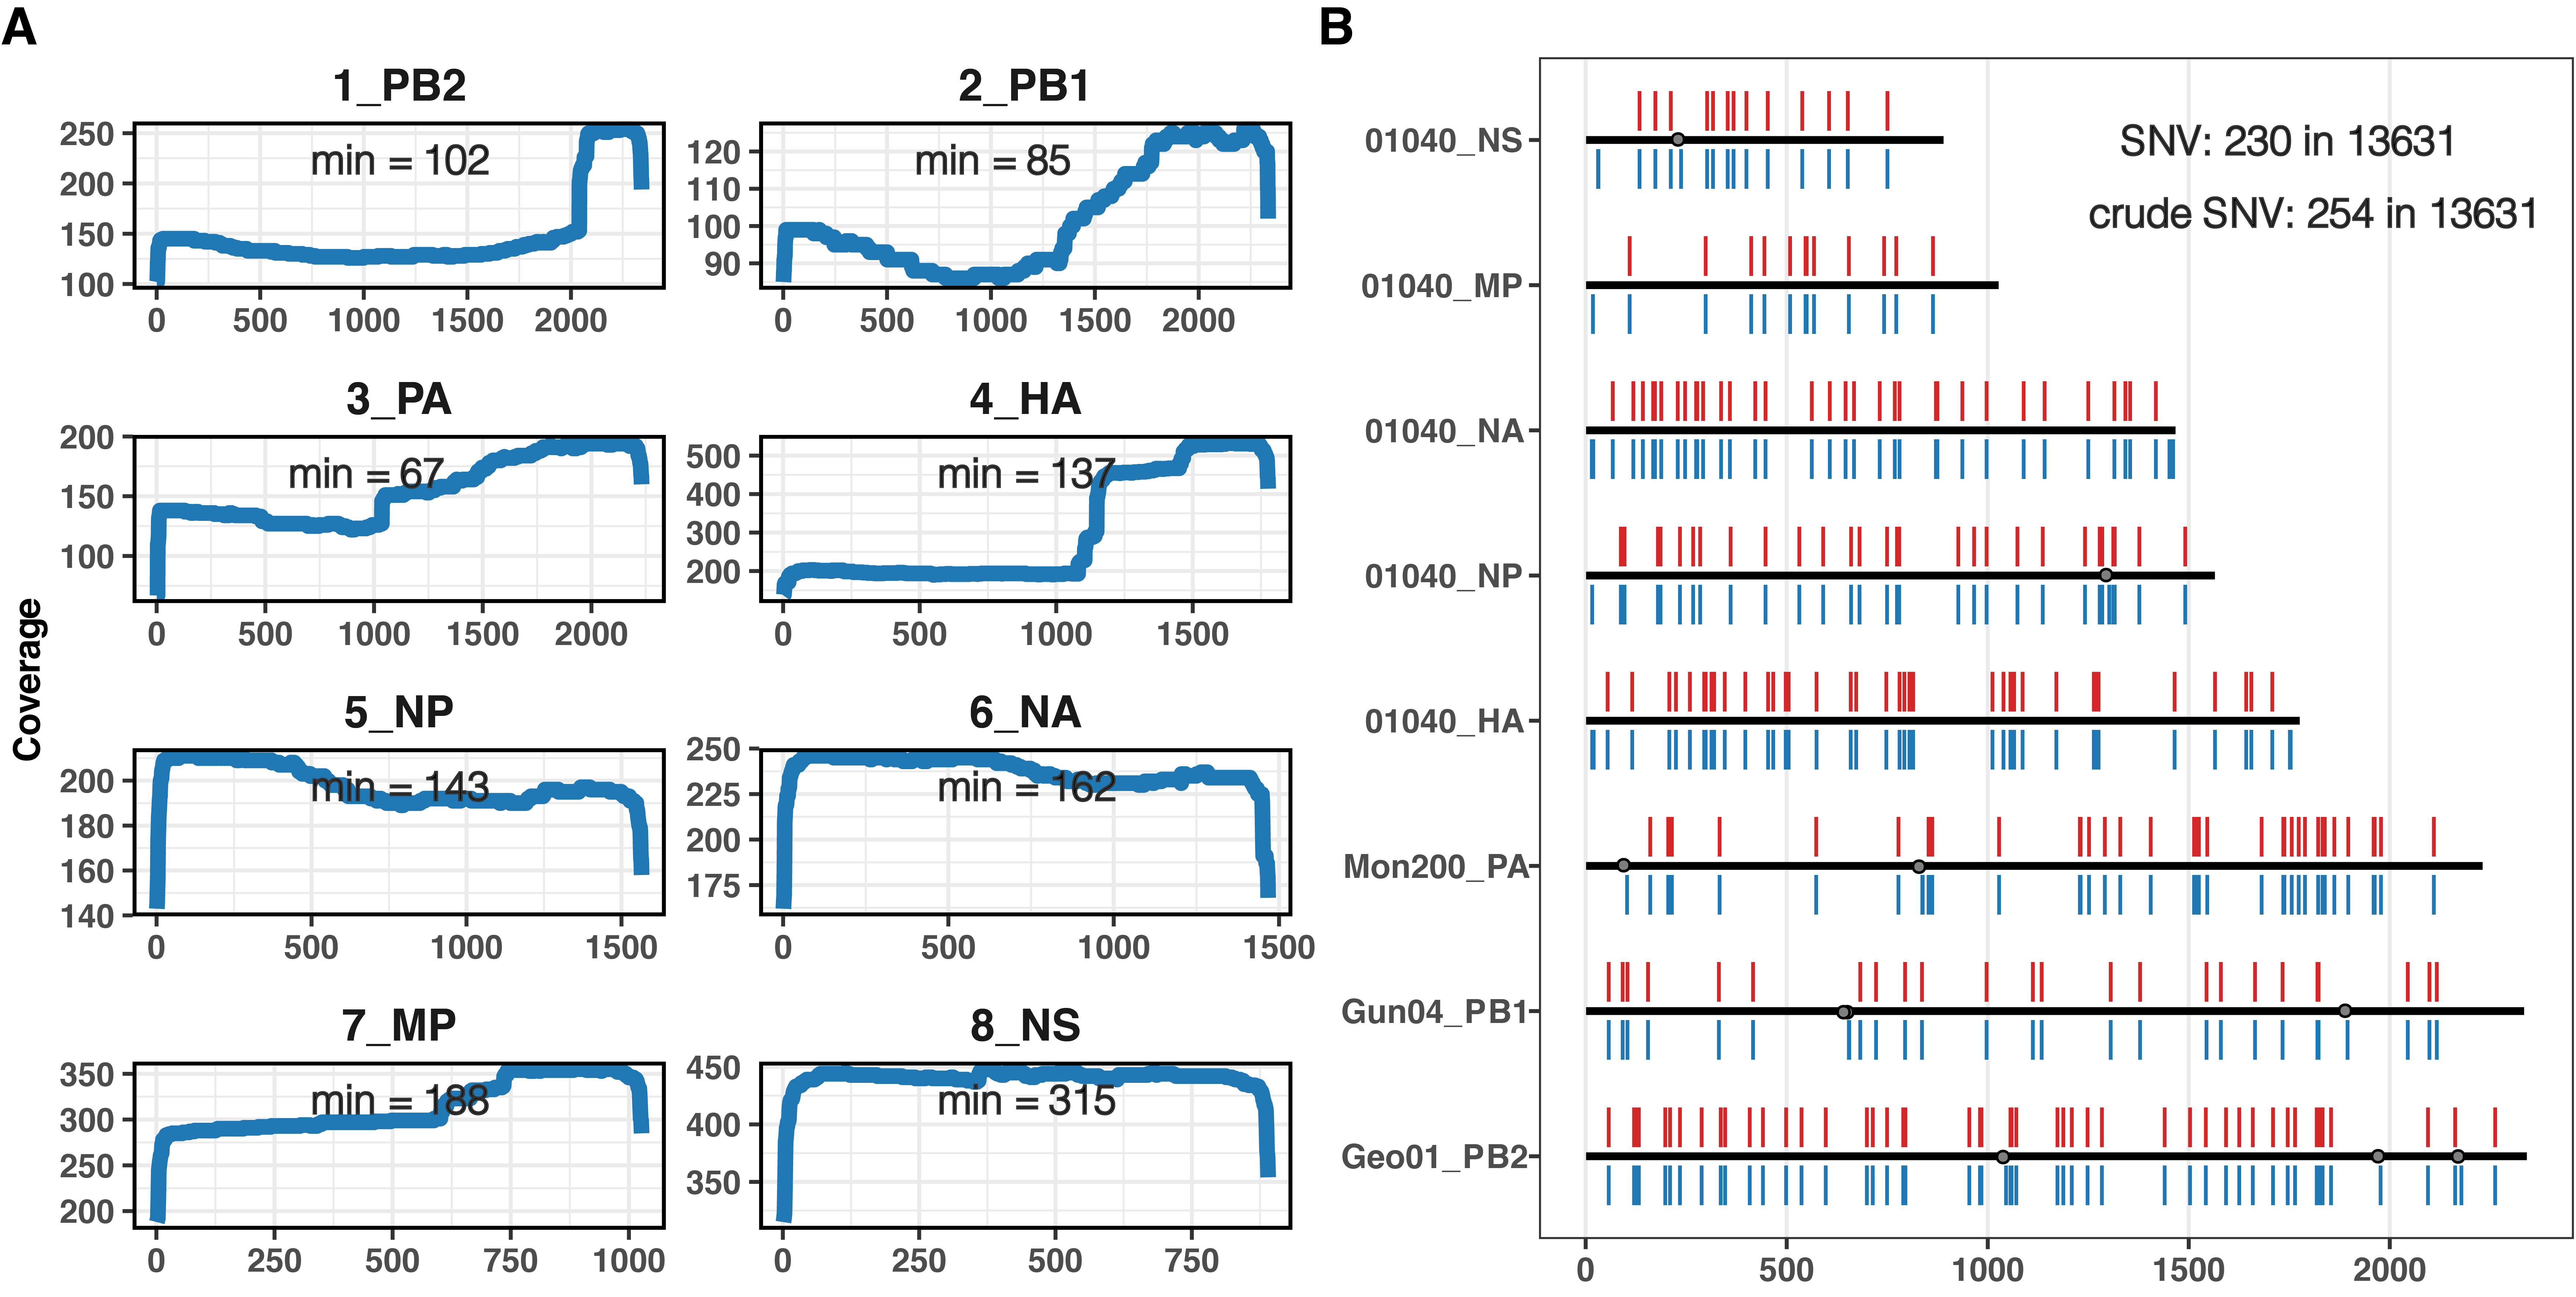 A
B
Coverage
1_PB2
min = 102
250
200
150
100
0 500 1000 1500 2000
2_PB1
min = 85
120
110
100
90
0 500 1000 1500 2000
3_PA
min = 67
200
150
100
0 500 1000 1500 2000
4_HA
min = 137
500
400
300
200
0 500 1000 1500
5_NP
min = 143
200
180
160
140
0 500 1000 1500
6_NA
min = 162
250
225
200
175
0 500 1000 1500
7_MP
min = 188
350
300
250
200
0 250 500 750 1000
8_NS
min = 315
450
400
350
0 250 500 750
01040_NS
SNV: 230 in 13631
crude SNV: 254 in 13631
01040_MP
01040_NA
01040_NP
01040_HA
Mon200_PA
Gun04_PB1
Geo01_PB2
0 500 1000 1500 2000